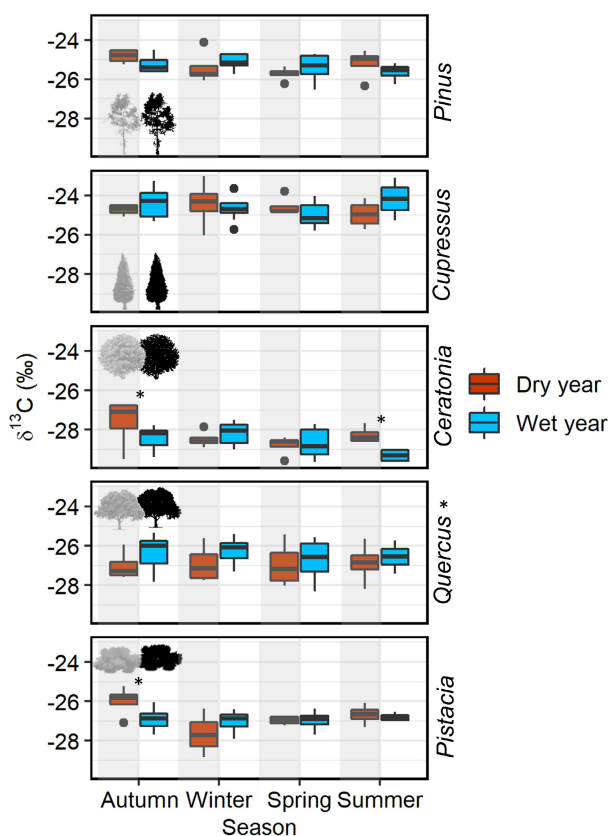 -24
-26
-28
Pinus
-24
-26
-28
Cupressus
-24
-26
-28
*
*
Ceratonia
δ13C (‰)
Dry year
Wet year
-24
-26
-28
Quercus *
-24
-26
-28
*
Pistacia
Autumn Winter Spring Summer
Season